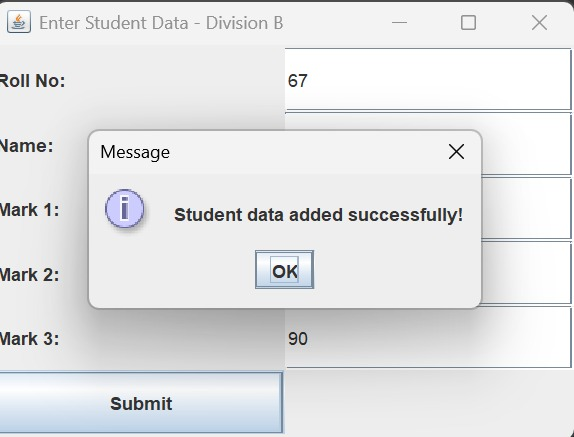 Enter Student Data - Division B
Roll No:
67
Name:
Message
Student data added successfully!
OK
Mark 1:
Mark 2:
Mark 3:
90
Submit